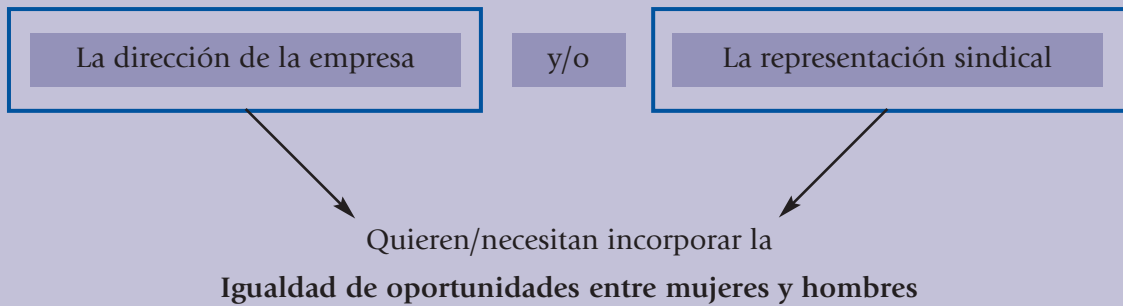 La dirección de la empresa
y/o
La representación sindical
Quieren/necesitan incorporar la
Igualdad de oportunidades entre mujeres y hombres